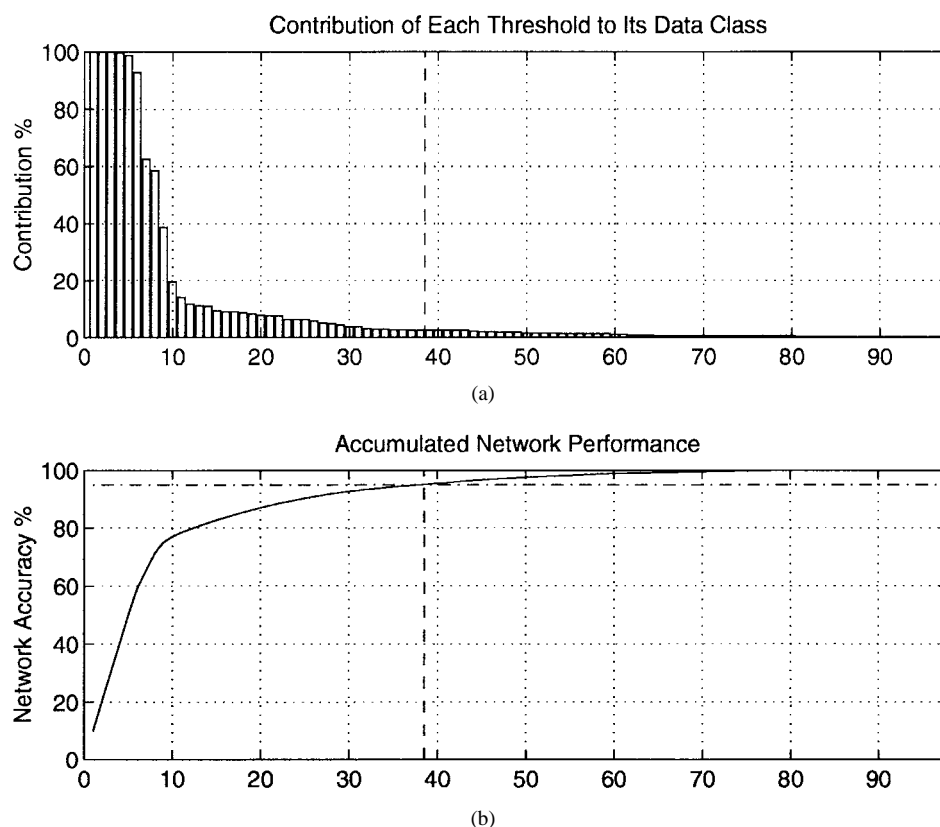 Contribution of Each Threshold to Its Data Class
Contribution %
100
80
60
40
20
0
0 10 20 30 40 50 60 70 80 90
(a)
Accumulated Network Performance
Network Accuracy %
100
80
60
40
20
0
0 10 20 30 40 50 60 70 80 90
(b)